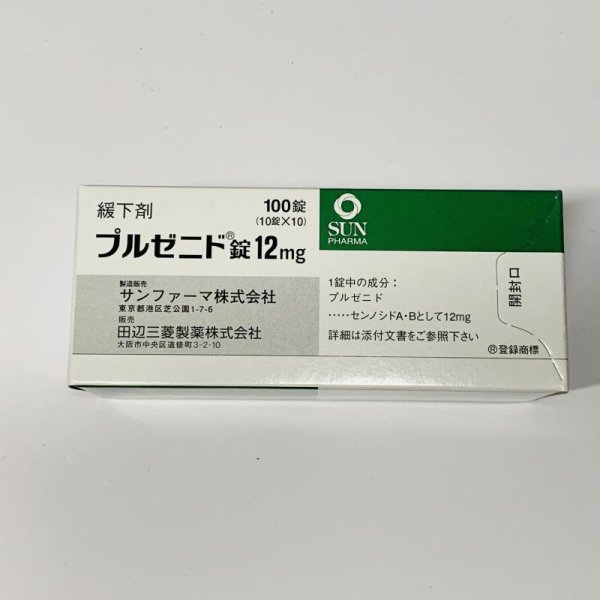 緩下剤
100錠
(10錠×10)
プルゼニド®錠12mg
製造販売
サンファーマ株式会社
東京都港区芝公園1-7-6
販売
田辺三菱製薬株式会社
大阪市中央区道修町3-2-10
SUN
PHARMA
1錠中の成分：
プルゼニド
‥‥‥センノシドA・Bとして12mg
詳細は添付文書をご参照下さい
®登録商標
開封口